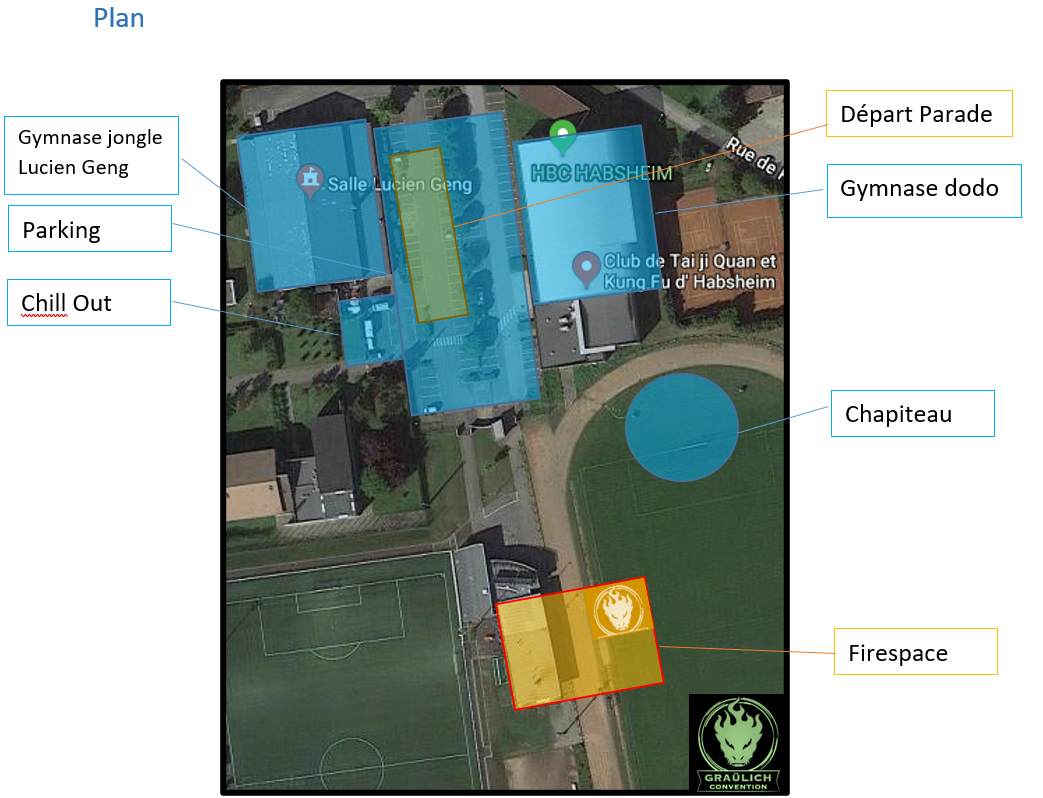 Plan
Gymnase jongle
Lucien Geng
Parking
Chill Out
Salle Lucien Geng
HBC HABSHEIM
Club de Tai ji Quan et
Kung Fu d' Habsheim
Rue de
Départ Parade
Gymnase dodo
Chapiteau
Firespace
GRAÜLICH
CONVENTION